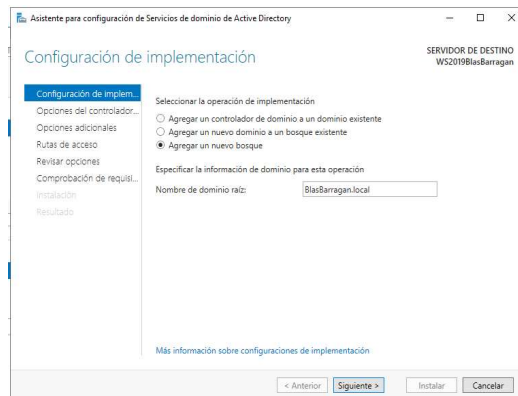 Asistente para configuración de Servicios de dominio de Active Directory
Configuración de implementación
SERVIDOR DE DESTINO
WS2019BlasBarragan
Configuración de implem...
Opciones del controlador...
Opciones adicionales
Rutas de acceso
Revisar opciones
Comprobación de requisi...
Instalación
Resultado
Seleccionar la operación de implementación
Agregar un controlador de dominio a un dominio existente
Agregar un nuevo dominio a un bosque existente
Agregar un nuevo bosque
Especificar la información de dominio para esta operación
Nombre de dominio raíz: BlasBarragan.local
Más información sobre configuraciones de implementación
< Anterior Siguiente > Instalar Cancelar